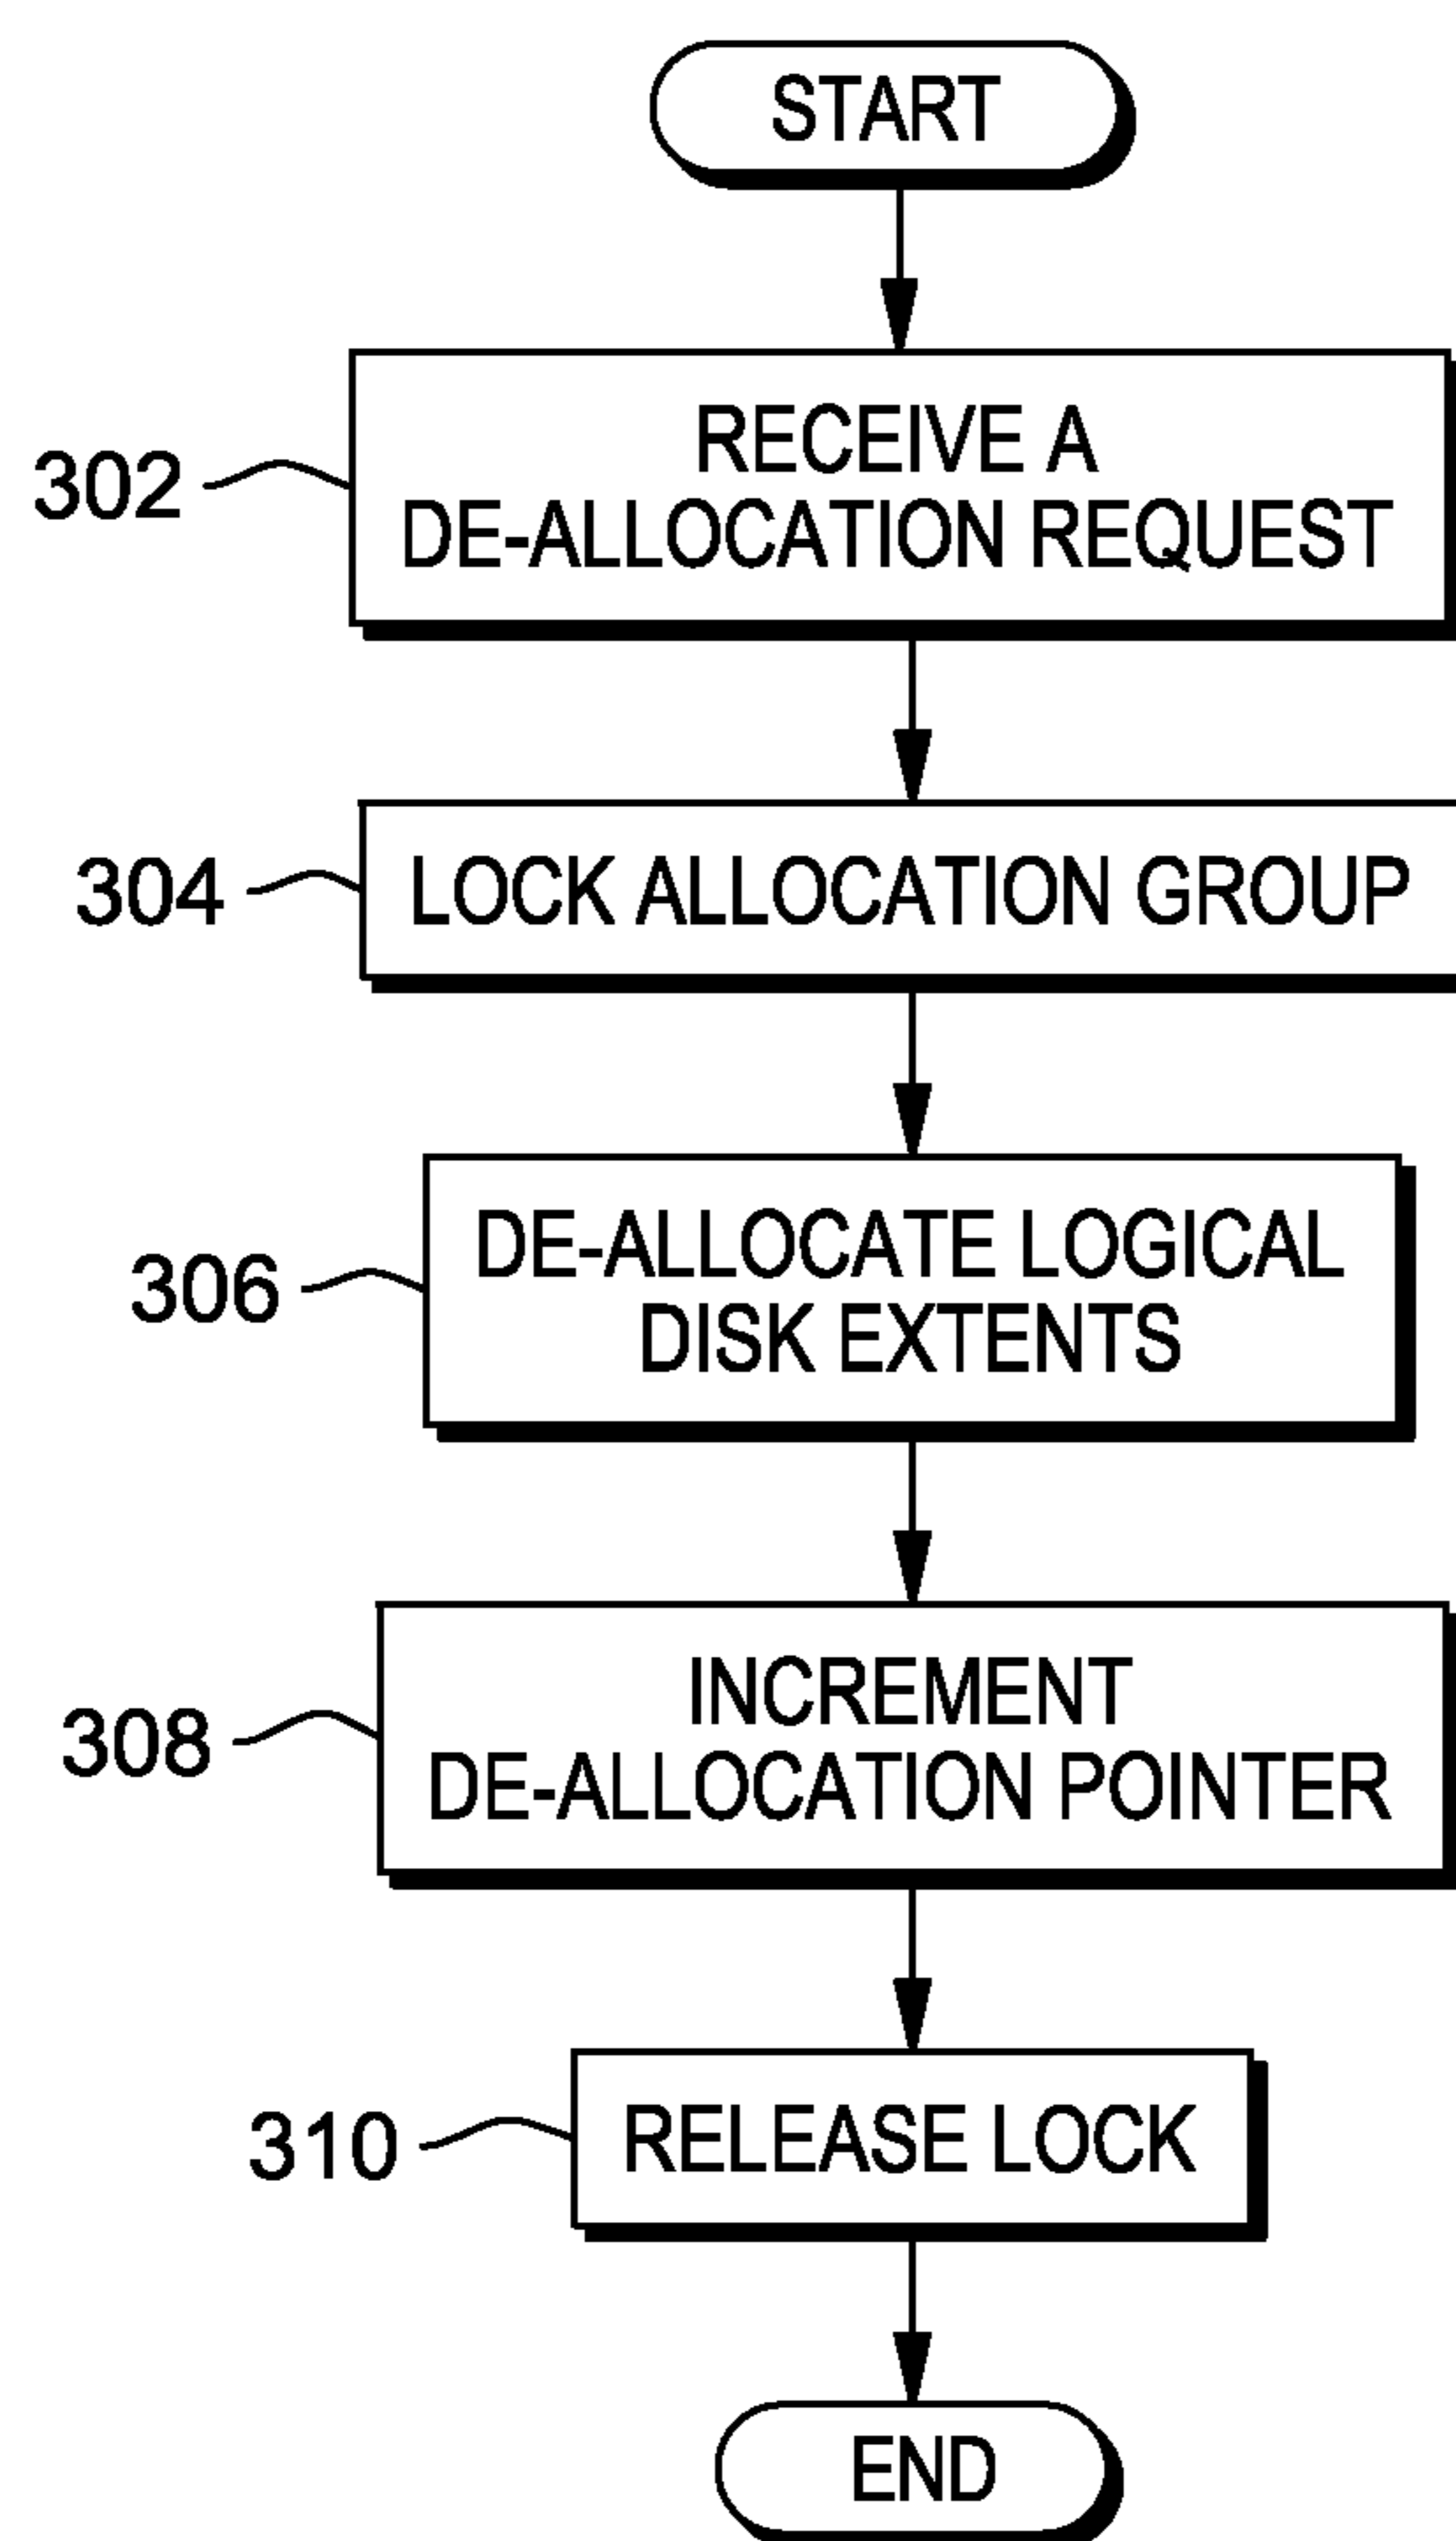 START
302
RECEIVE A
DE-ALLOCATION REQUEST
304
LOCK ALLOCATION GROUP
306
DE-ALLOCATE LOGICAL
DISK EXTENTS
308
INCREMENT
DE-ALLOCATION POINTER
310
RELEASE LOCK
END